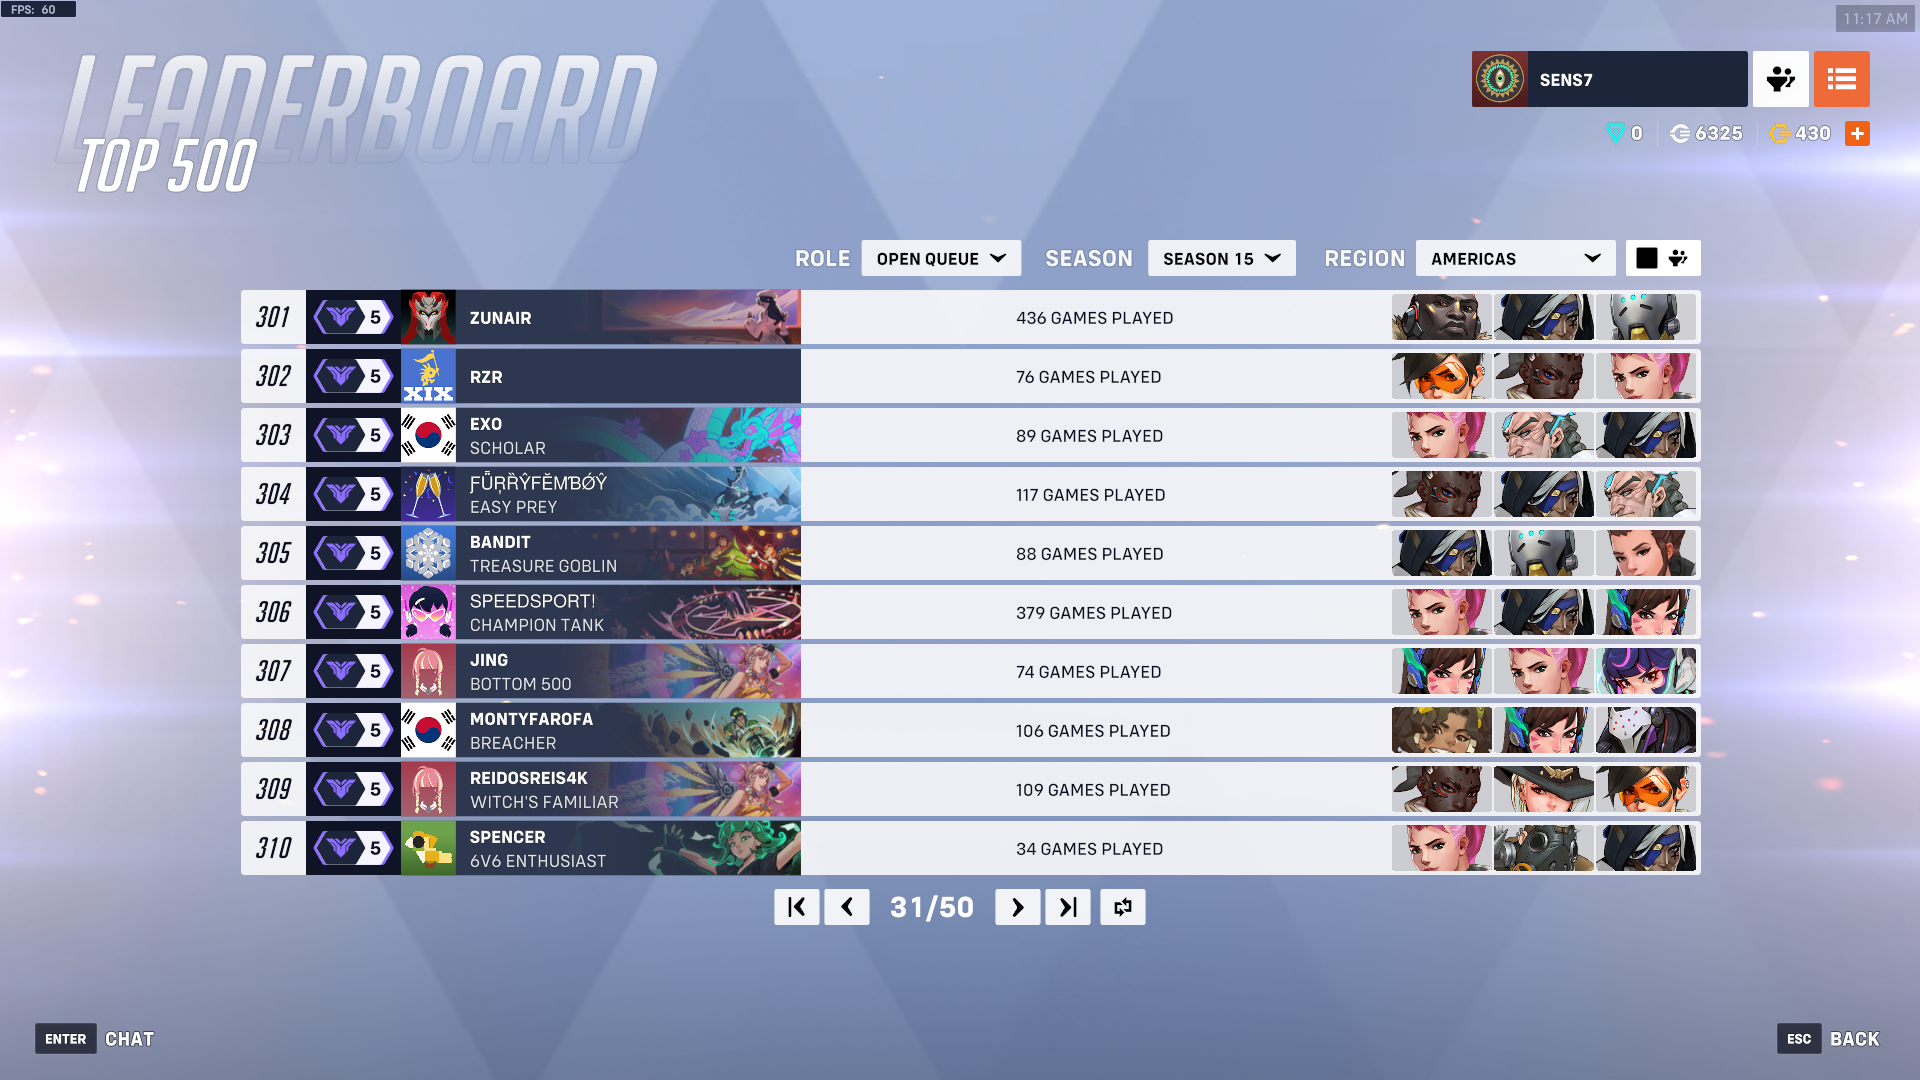 FPS: 60
11:17 AM
LEADERBOARD
TOP 500
SENS7
0 6325 430
ROLE OPEN QUEUE SEASON SEASON 15 REGION AMERICAS
301 5 ZUNAIR 436 GAMES PLAYED
302 5 XIX RZR 76 GAMES PLAYED
303 5 EXO 89 GAMES PLAYED
SCHOLAR
304 5 ƑǕŖȐŶFĔMƁǾŶ 117 GAMES PLAYED
EASY PREY
305 5 BANDIT 88 GAMES PLAYED
TREASURE GOBLIN
306 5 SPEEDSPORT! 379 GAMES PLAYED
CHAMPION TANK
307 5 JING 74 GAMES PLAYED
BOTTOM 500
308 5 MONTYFAROFA 106 GAMES PLAYED
BREACHER
309 5 REIDOSREIS4K 109 GAMES PLAYED
WITCH'S FAMILIAR
310 5 SPENCER 34 GAMES PLAYED
6V6 ENTHUSIAST
31/50
ENTER CHAT
ESC BACK